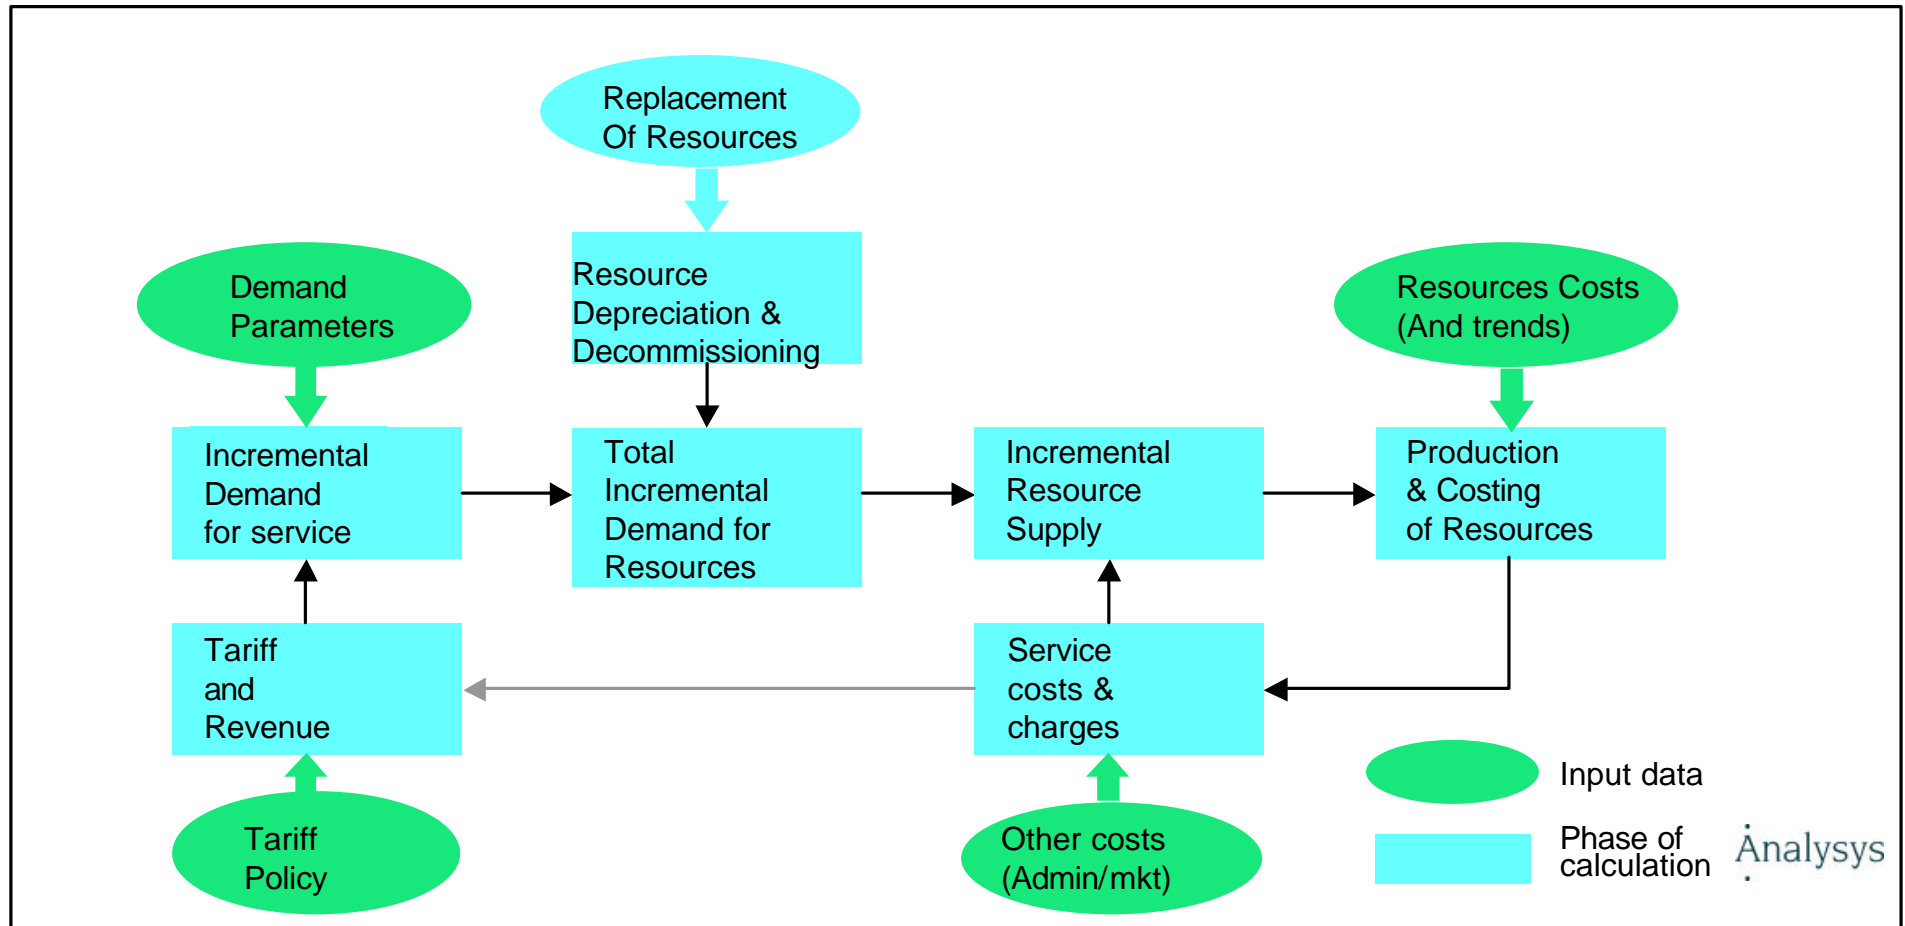 Replacement
Of Resources
Demand
Parameters
Resource
Depreciation &
Decommissioning
Resources Costs
(And trends)
Incremental
Demand
for service
Total
Incremental
Demand for
Resources
Incremental
Resource
Supply
Production
& Costing
of Resources
Tariff
and
Revenue
Service
costs &
charges
Tariff
Policy
Other costs
(Admin/mkt)
Input data
Phase of
calculation
Analysys